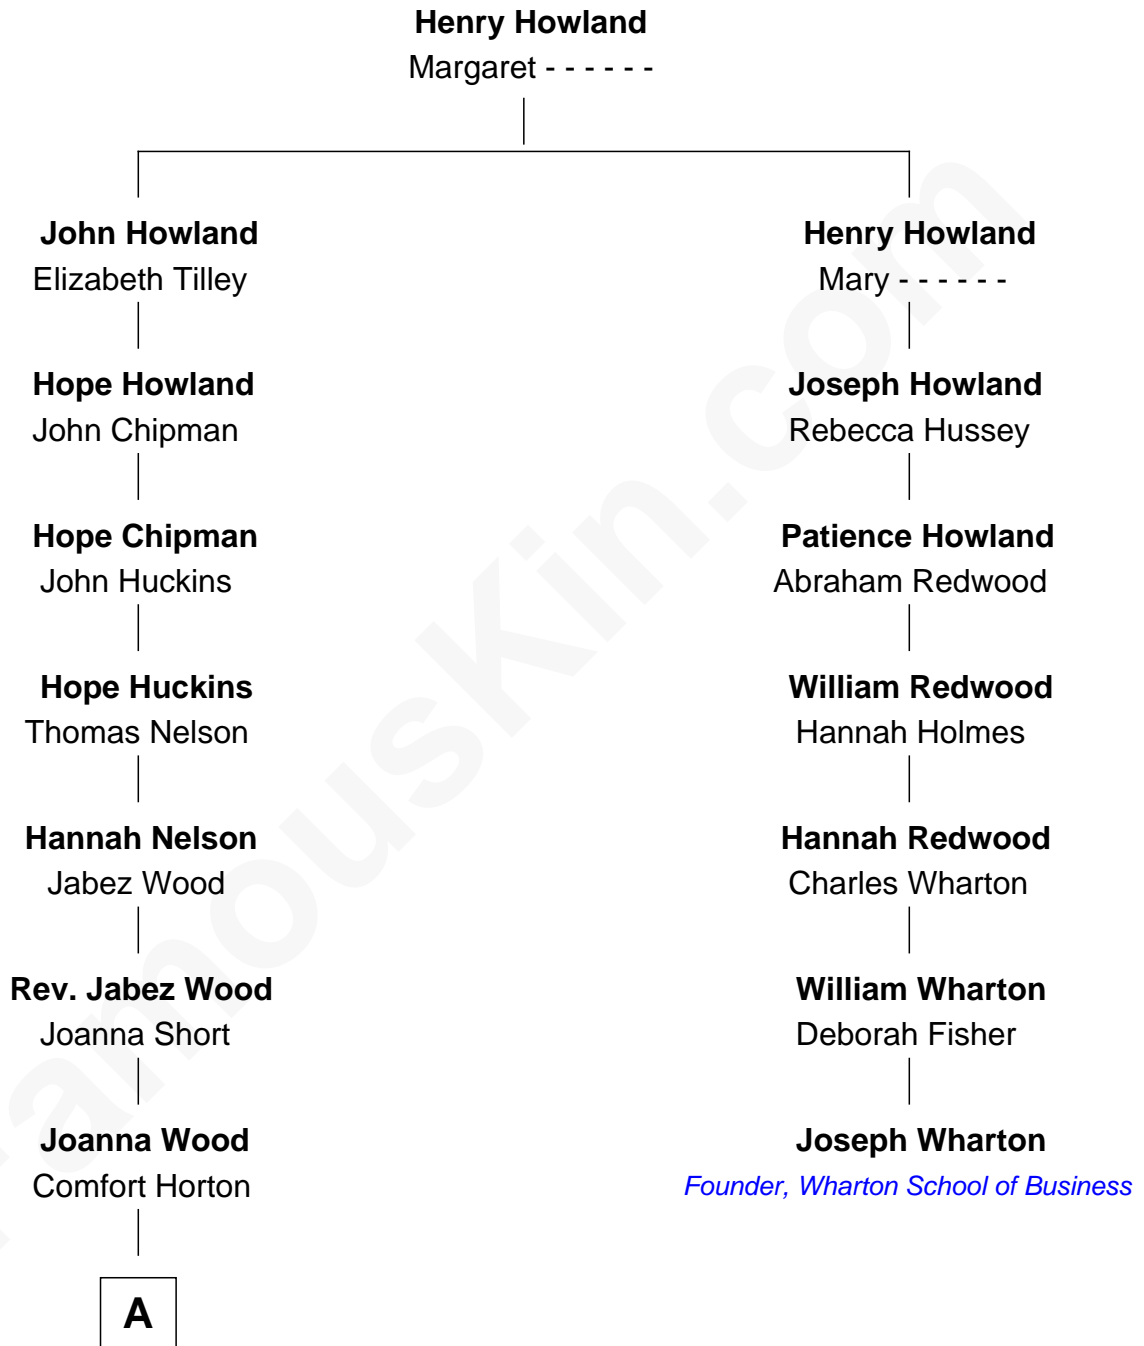 Henry Howland
Margaret - - - - - -
John Howland
Elizabeth Tilley
Henry Howland
Mary - - - - - -
Hope Howland
John Chipman
Joseph Howland
Rebecca Hussey
Hope Chipman
John Huckins
Patience Howland
Abraham Redwood
Hope Huckins
Thomas Nelson
William Redwood
Hannah Holmes
Hannah Nelson
Jabez Wood
Hannah Redwood
Charles Wharton
Rev. Jabez Wood
Joanna Short
William Wharton
Deborah Fisher
Joanna Wood
Comfort Horton
Joseph Wharton
Founder, Wharton School of Business
A
FamousKin.com